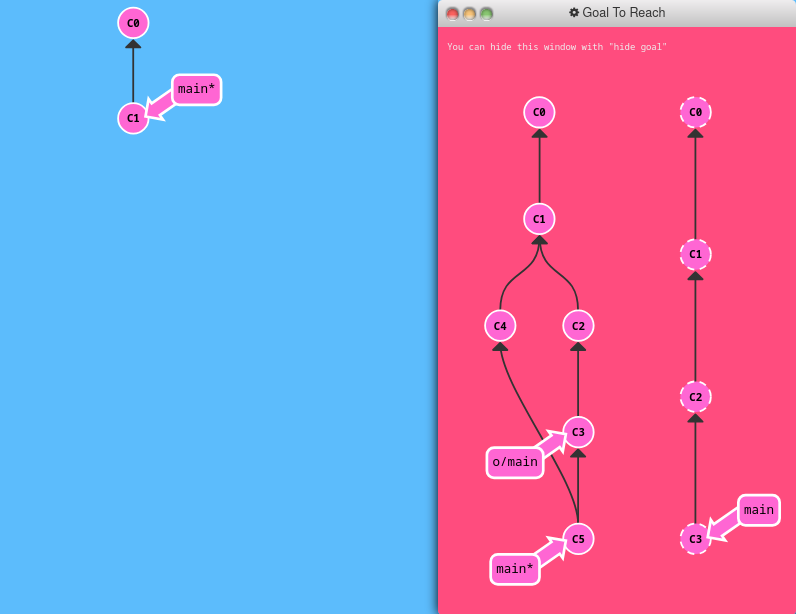 C0
main*
C1
Goal To Reach
You can hide this window with "hide goal"
C0
C0
C1
C1
C4
C2
C2
C3
o/main
main
C5
C3
main*